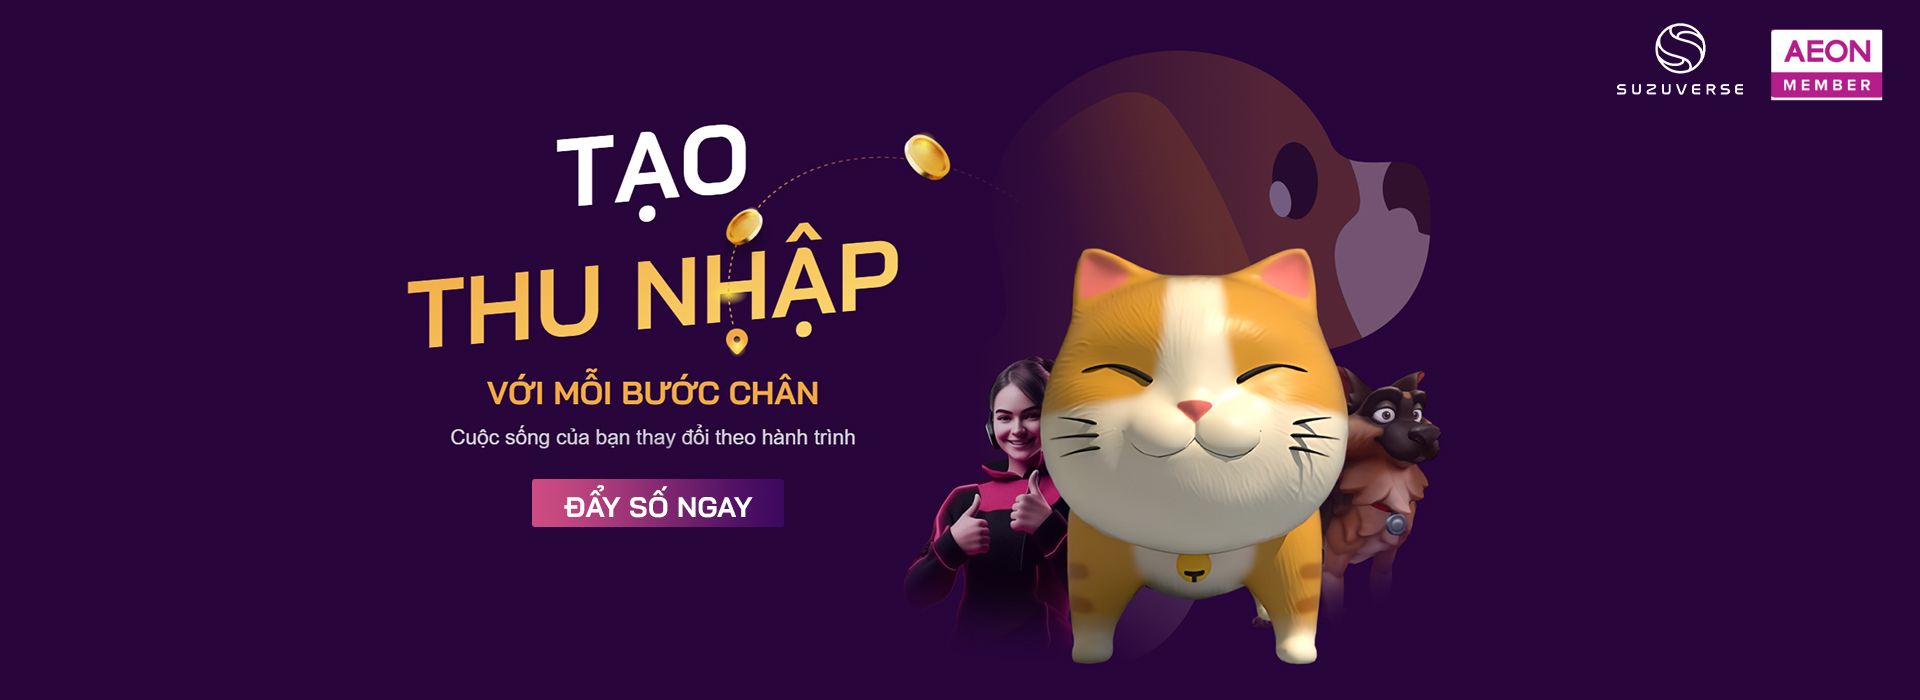 SUZUVERSE
AEON
MEMBER
TẠO
THU NHẬP
VỚI MỖI BƯỚC CHÂN
Cuộc sống của bạn thay đổi theo hành trình
ĐẨY SỐ NGAY